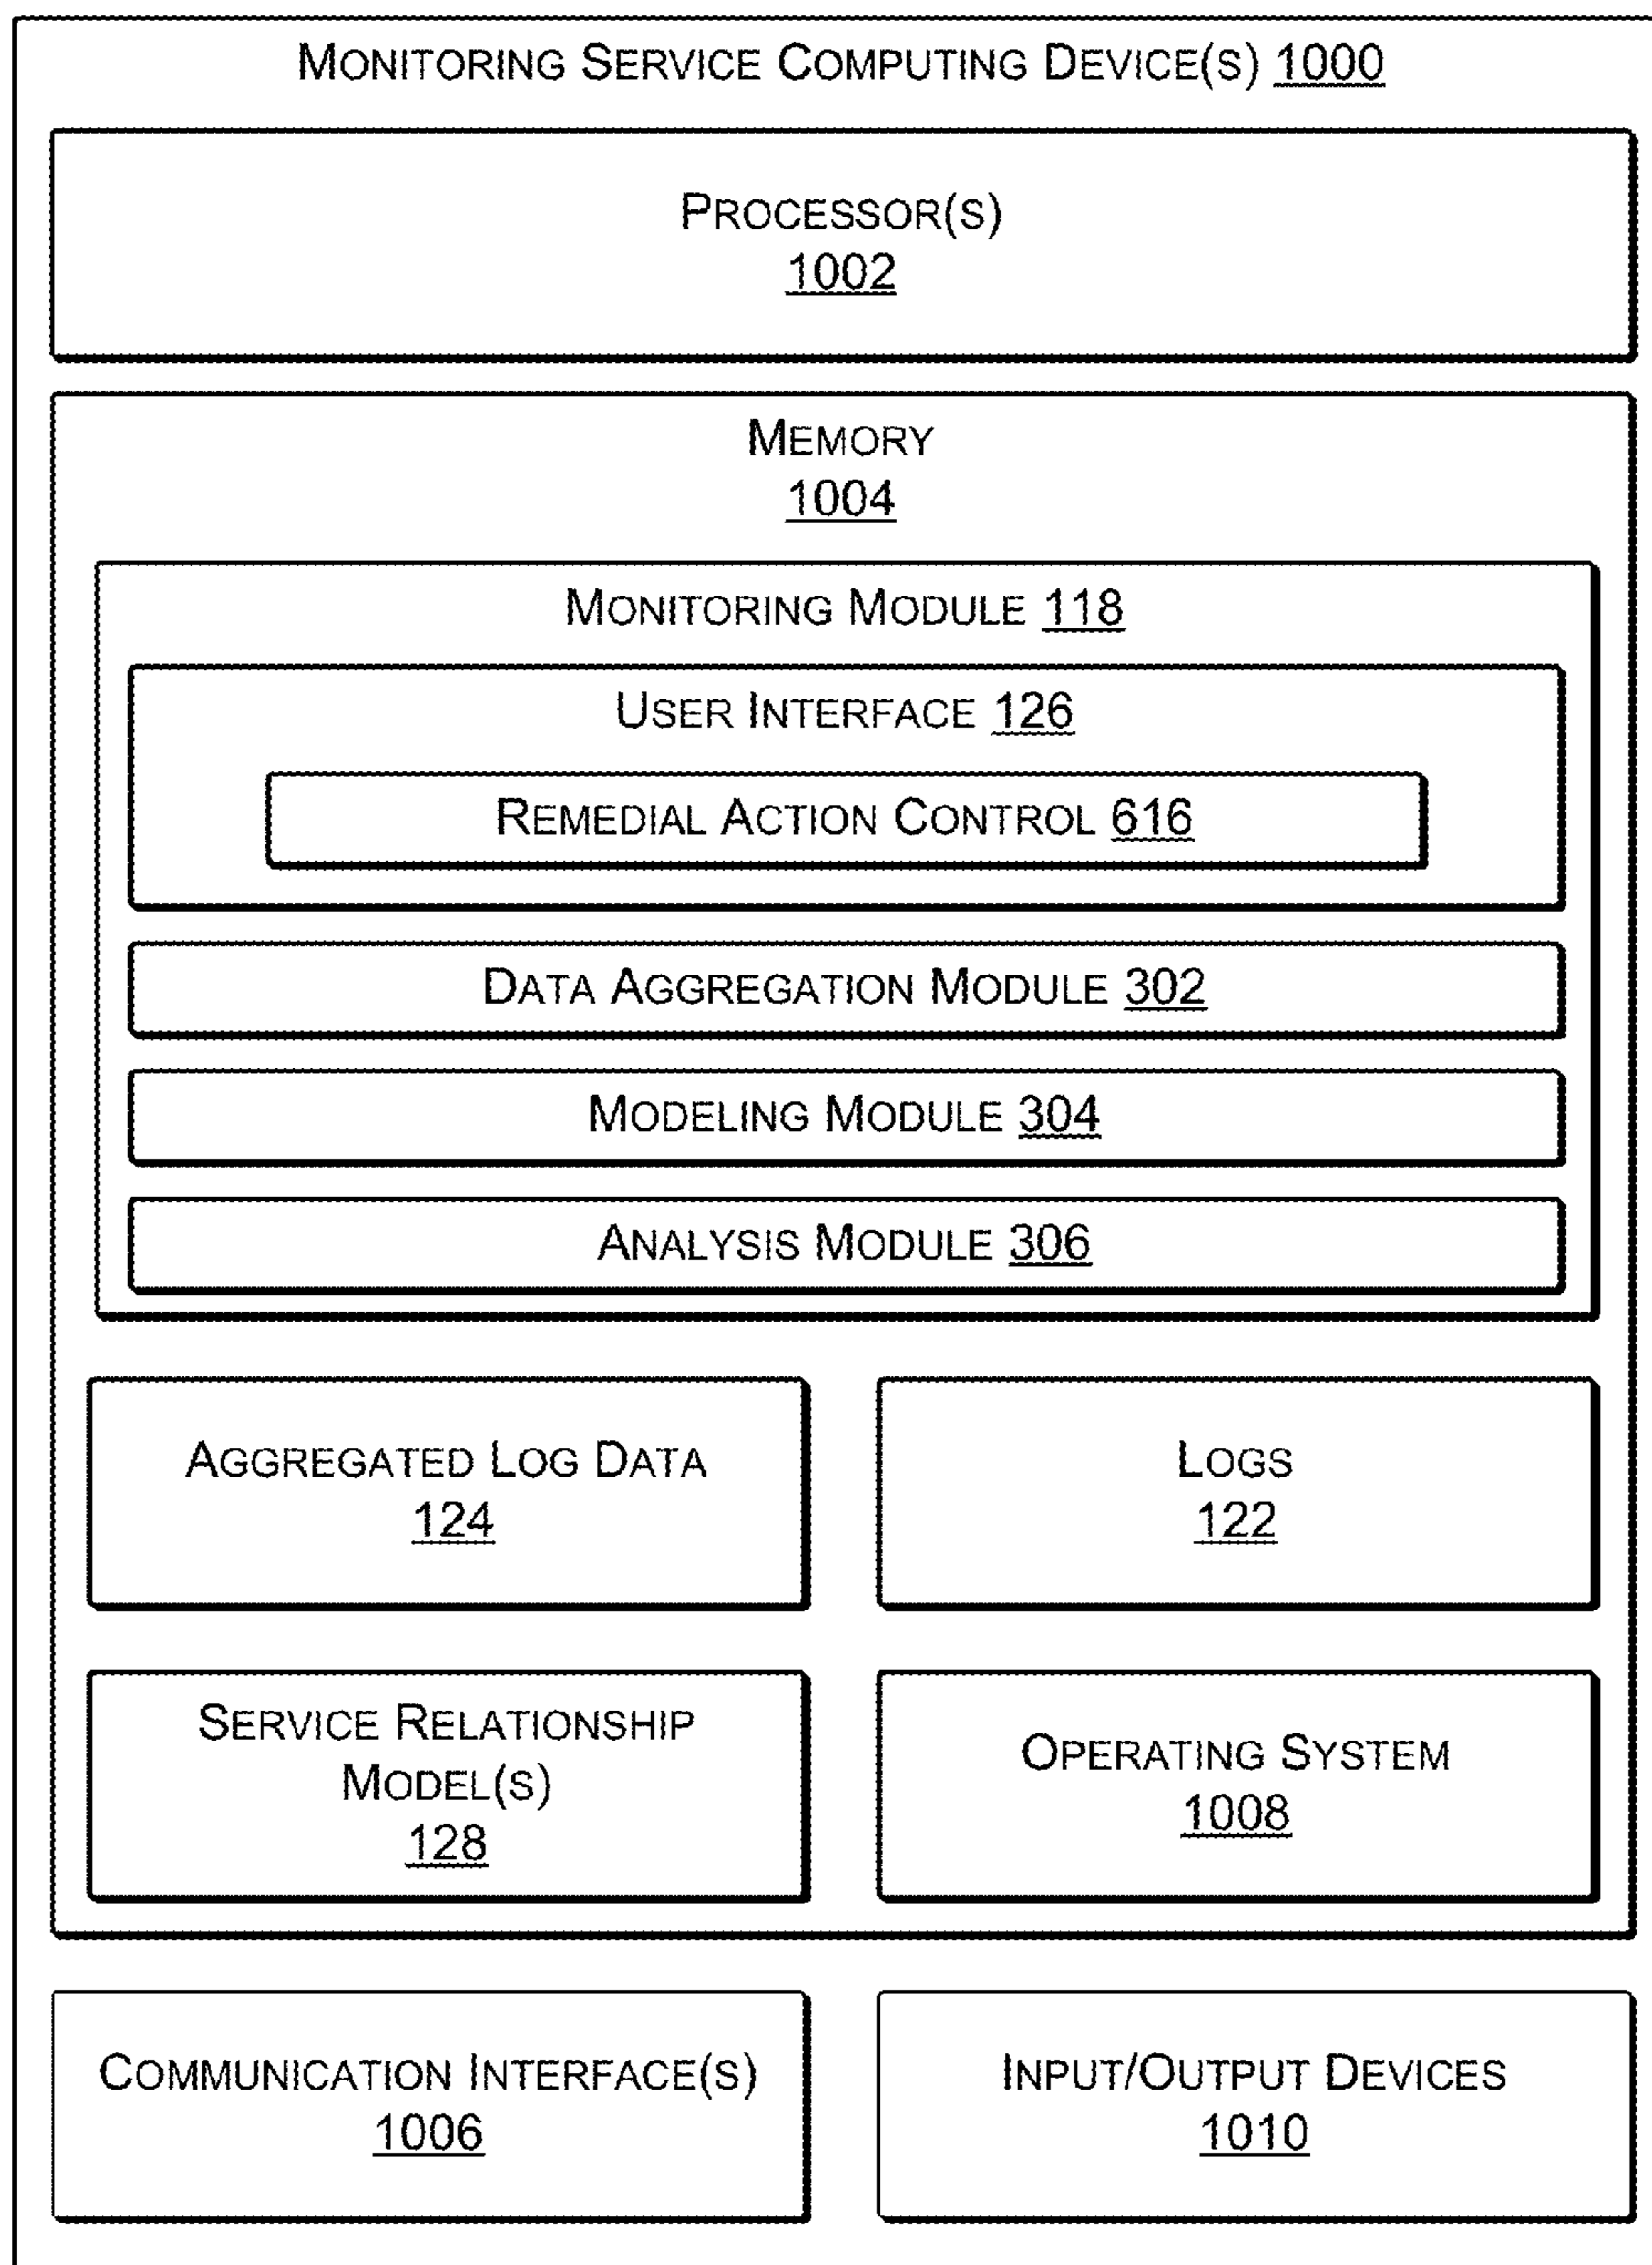 MONITORING SERVICE COMPUTING DEVICE(S) 1000
PROCESSOR(S)
1002
MEMORY
1004
MONITORING MODULE 118
USER INTERFACE 126
REMEDIAL ACTION CONTROL 616
DATA AGGREGATION MODULE 302
MODELING MODULE 304
ANALYSIS MODULE 306
AGGREGATED LOG DATA
124
LOGS
122
SERVICE RELATIONSHIP
MODEL(S)
128
OPERATING SYSTEM
1008
COMMUNICATION INTERFACE(S)
1006
INPUT/OUTPUT DEVICES
1010